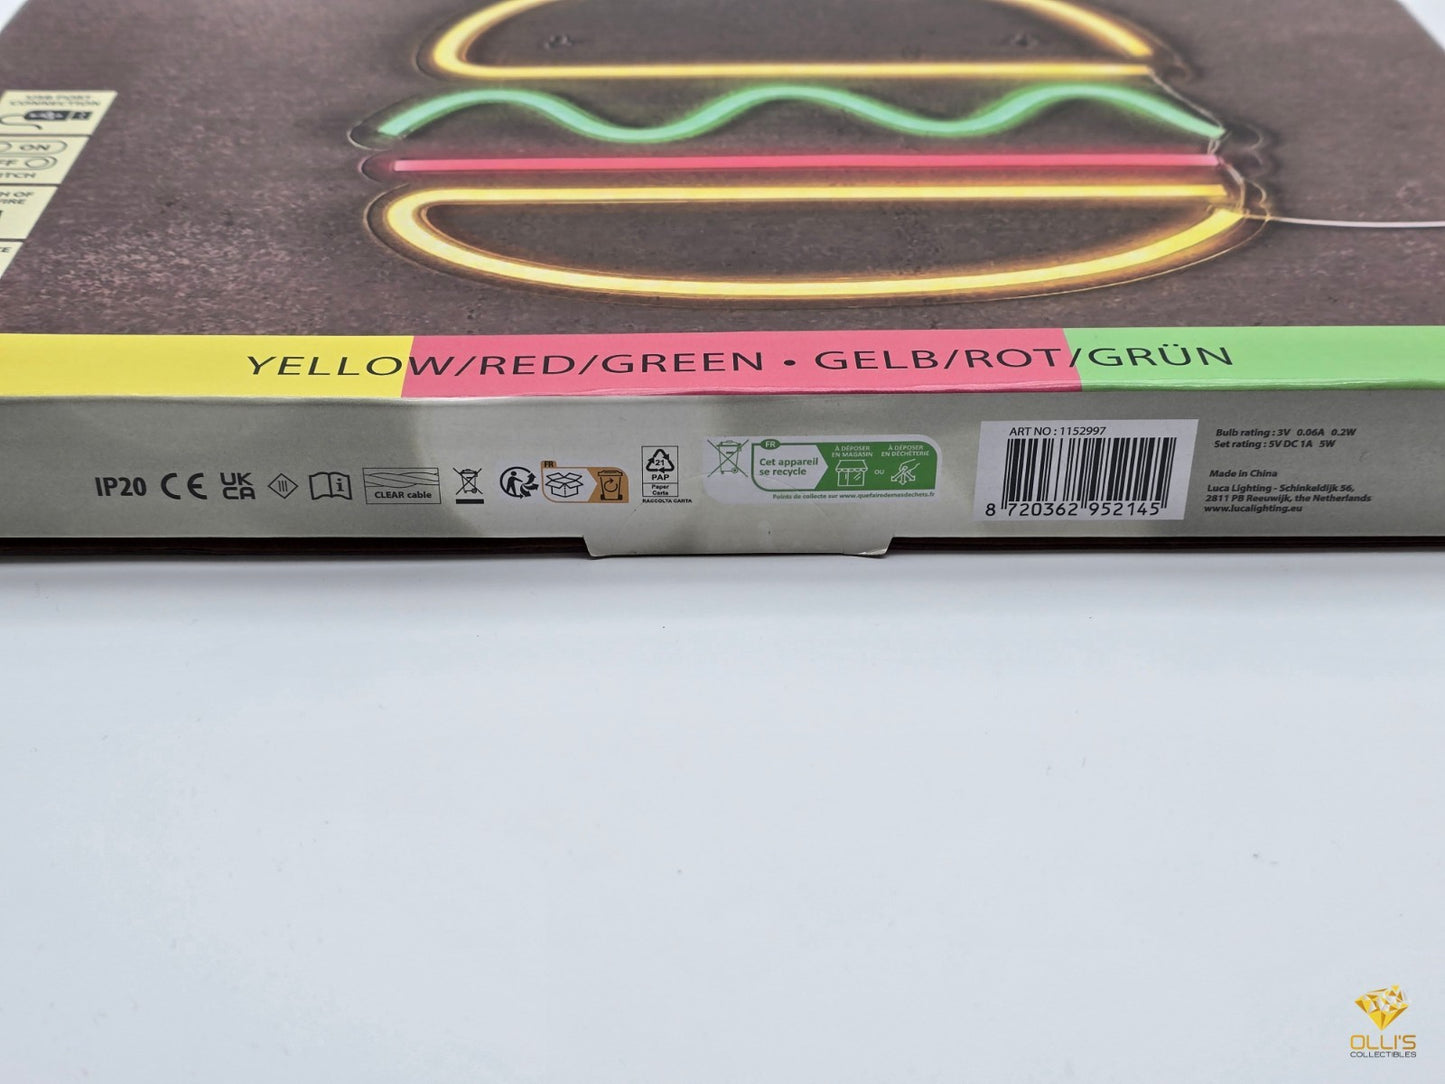 USB PORT
CONNECTION
ON
YELLOW/RED/GREEN • GELB/ROT/GRÜN
IP20
CE
UK
CA
III
i
CLEAR cable
FR
21
PAP
Paper
Carta
RACCOLTA CARTA
FR
Cet appareil
se recycle
À DÉPOSER
EN MAGASIN
OU
À DÉPOSER
EN DÉCHÈTERIE
Points de collecte sur www.quefairedemesdechets.fr
ART NO : 1152997
8 720362 952145
Bulb rating : 3V 0.06A 0.2W
Set rating : 5V DC 1A 5W
Made in China
Luca Lighting - Schinkeldijk 56,
2811 PB Reeuwijk, the Netherlands
www.lucalighting.eu
OLLI'S
COLLECTIBLES